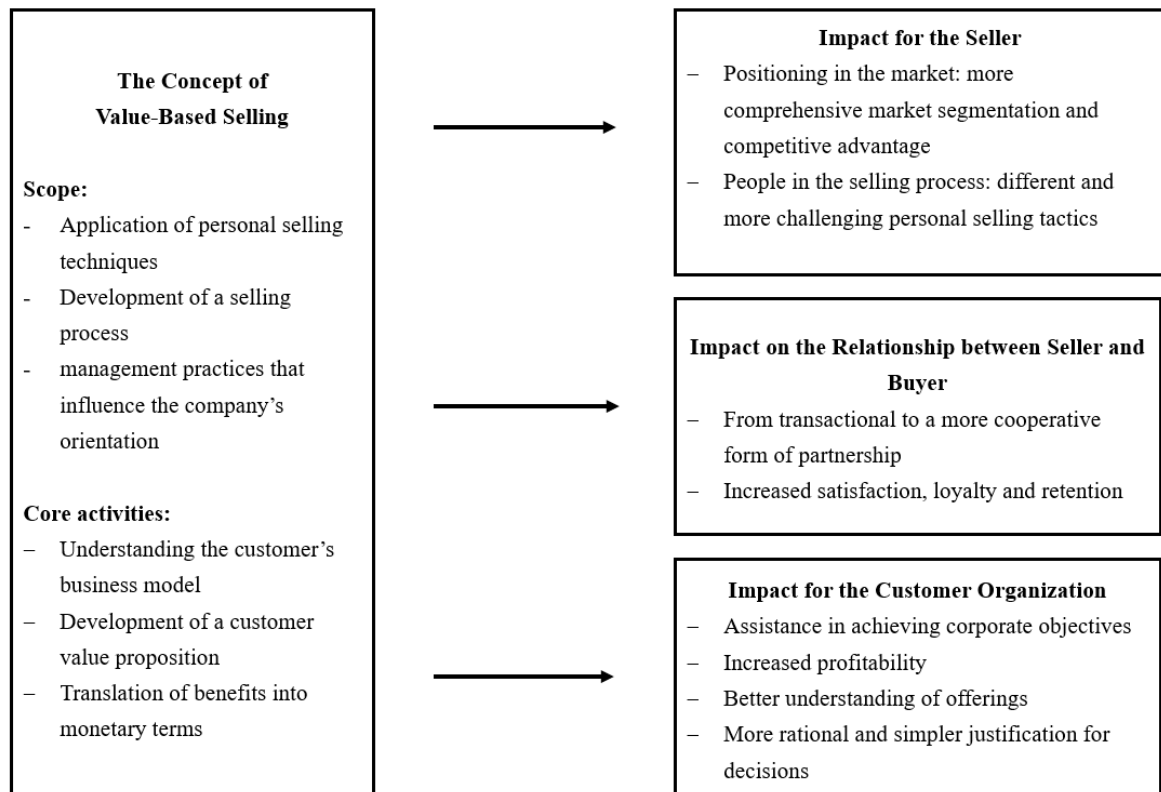 The Concept of
Value-Based Selling
Scope:
- Application of personal selling
techniques
- Development of a selling
process
- management practices that
influence the company’s
orientation
Core activities:
– Understanding the customer’s
business model
– Development of a customer
value proposition
– Translation of benefits into
monetary terms
Impact for the Seller
– Positioning in the market: more
comprehensive market segmentation and
competitive advantage
– People in the selling process: different and
more challenging personal selling tactics
Impact on the Relationship between Seller and
Buyer
– From transactional to a more cooperative
form of partnership
– Increased satisfaction, loyalty and retention
Impact for the Customer Organization
– Assistance in achieving corporate objectives
– Increased profitability
– Better understanding of offerings
– More rational and simpler justification for
decisions